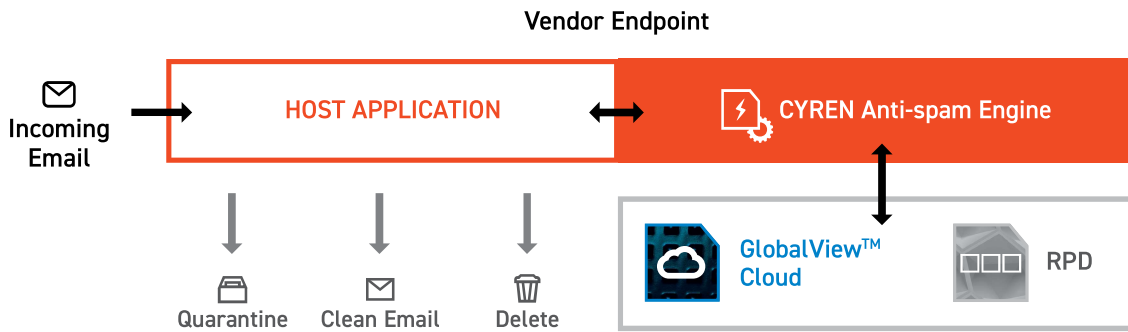 Vendor Endpoint
Incoming
Email
HOST APPLICATION
CYREN Anti-spam Engine
GlobalView™
Cloud
RPD
Quarantine
Clean Email
Delete